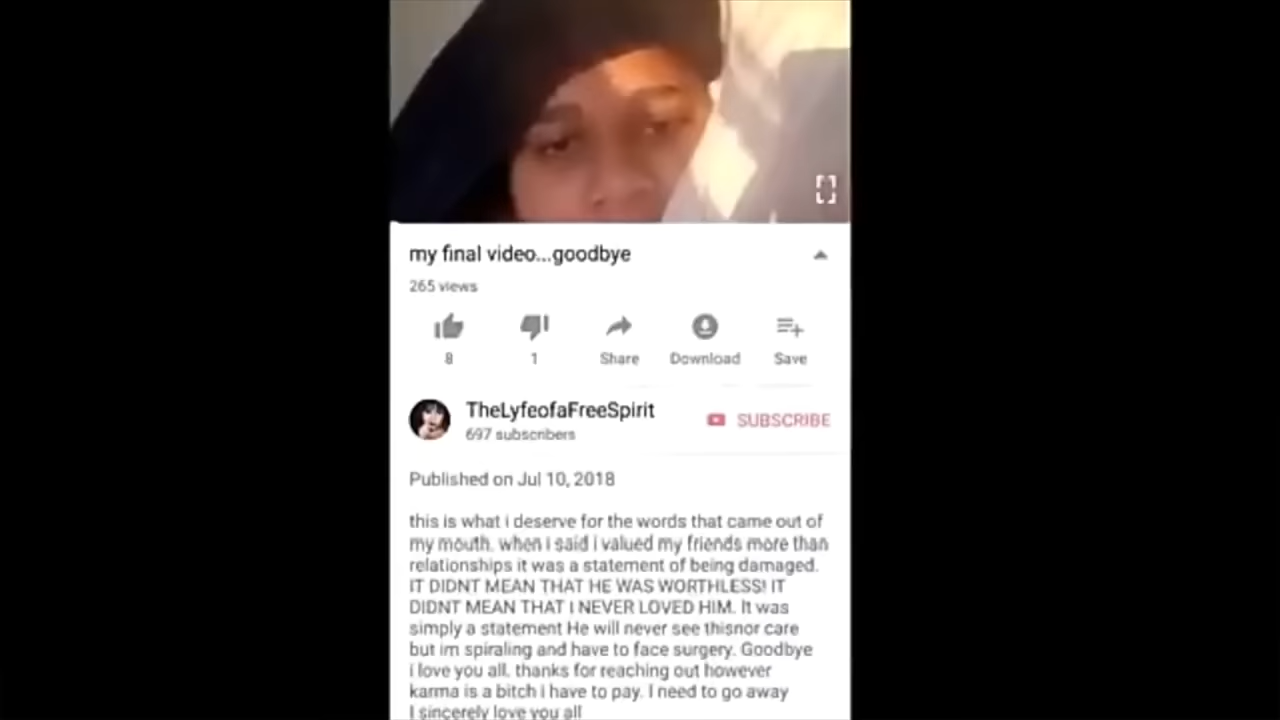 my final video...goodbye
265 views
8
1
Share
Download
Save
TheLyfeofaFreeSpirit
697 subscribers
SUBSCRIBE
Published on Jul 10, 2018
this is what i deserve for the words that came out of
my mouth. when i said i valued my friends more than
relationships it was a statement of being damaged.
IT DIDNT MEAN THAT HE WAS WORTHLESS! IT
DIDNT MEAN THAT I NEVER LOVED HIM. It was
simply a statement He will never see thisnor care
but im spiraling and have to face surgery. Goodbye
i love you all. thanks for reaching out however
karma is a bitch i have to pay. I need to go away
I sincerely love you all